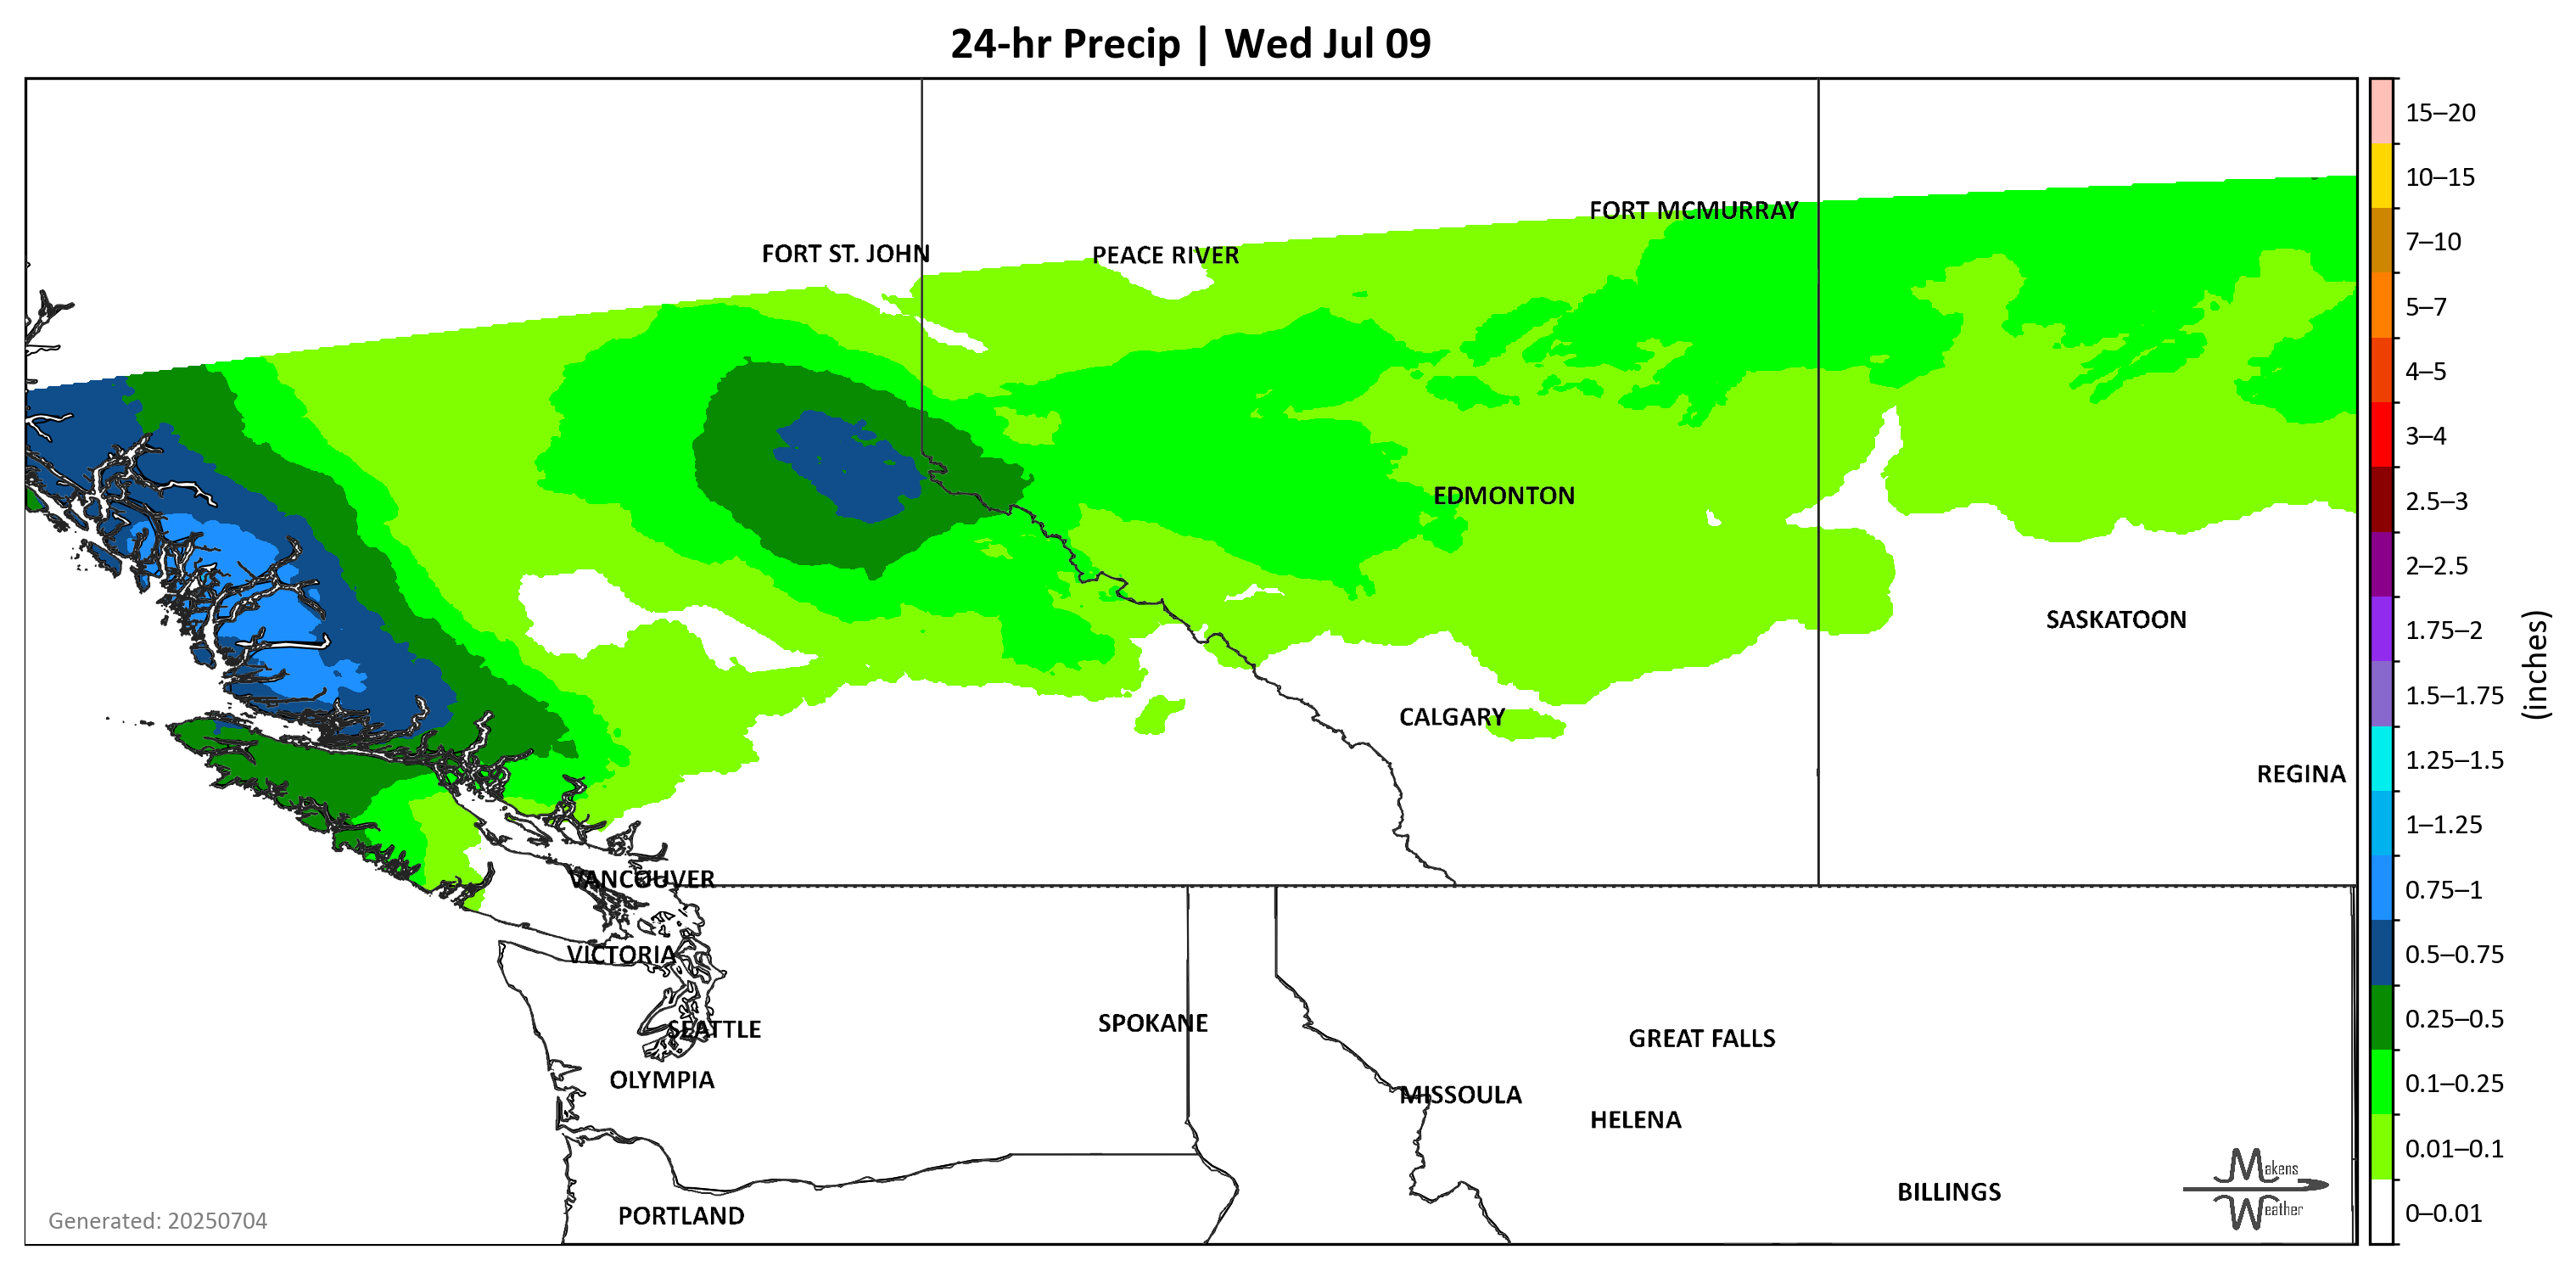 24-hr Precip | Wed Jul 09
FORT MCMURRAY
FORT ST. JOHN
PEACE RIVER
EDMONTON
SASKATOON
CALGARY
REGINA
VANCOUVER
VICTORIA
SPOKANE
SEATTLE
GREAT FALLS
OLYMPIA
MISSOULA
HELENA
BILLINGS
PORTLAND
Generated: 20250704
Makens
Weather
15–20
10–15
7–10
5–7
4–5
3–4
2.5–3
2–2.5
1.75–2
1.5–1.75
1.25–1.5
1–1.25
0.75–1
0.5–0.75
0.25–0.5
0.1–0.25
0.01–0.1
0–0.01
(inches)